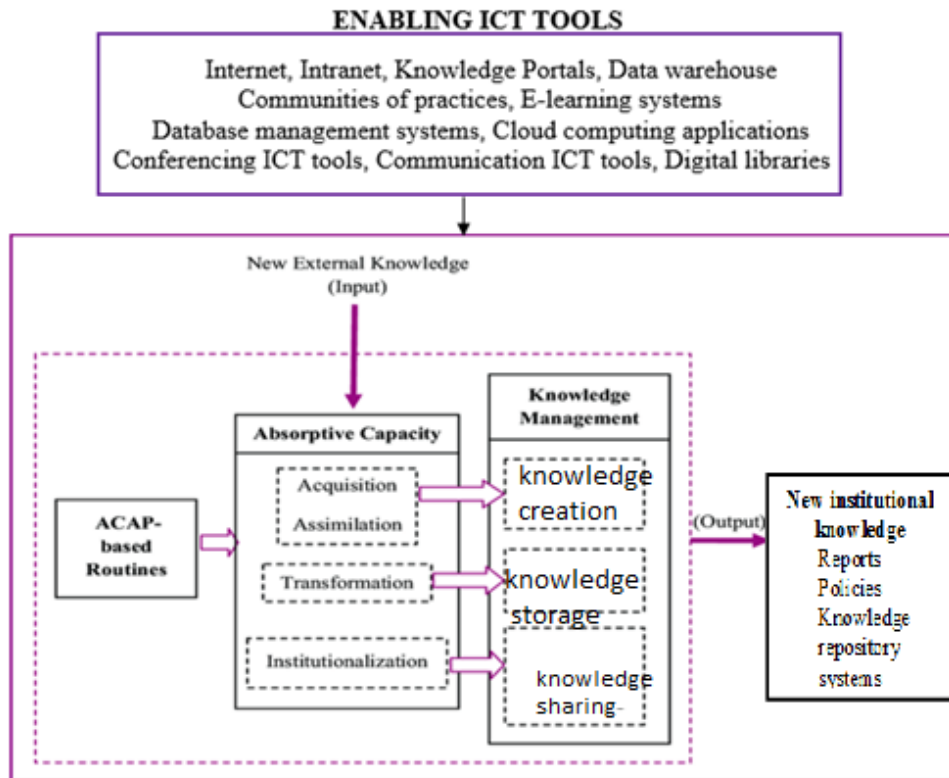 ENABLING ICT TOOLS
Internet, Intranet, Knowledge Portals, Data warehouse
Communities of practices, E-learning systems
Database management systems, Cloud computing applications
Conferencing ICT tools, Communication ICT tools, Digital libraries
New External Knowledge
(Input)
ACAP-
based
Routines
Absorptive Capacity
Acquisition
Assimilation
Transformation
Institutionalization
Knowledge
Management
knowledge
creation
knowledge
storage
knowledge
sharing-
(Output)
New institutional
knowledge
Reports
Policies
Knowledge
repository
systems